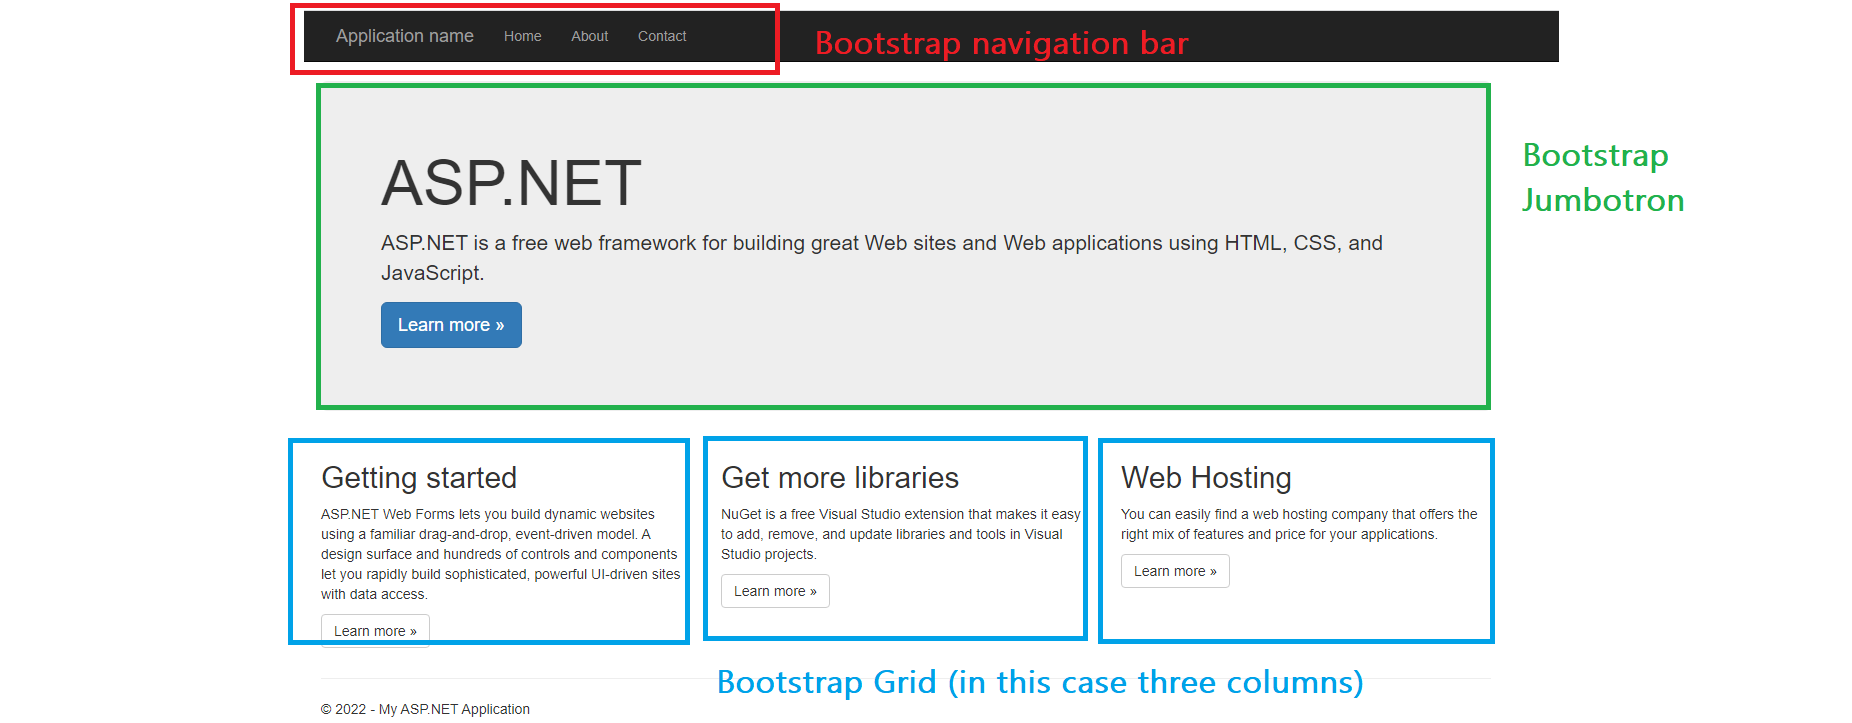 Application name Home About Contact
Bootstrap navigation bar
ASP.NET
ASP.NET is a free web framework for building great Web sites and Web applications using HTML, CSS, and
JavaScript.
Learn more »
Bootstrap
Jumbotron
Getting started
ASP.NET Web Forms lets you build dynamic websites
using a familiar drag-and-drop, event-driven model. A
design surface and hundreds of controls and components
let you rapidly build sophisticated, powerful UI-driven sites
with data access.
Learn more »
Get more libraries
NuGet is a free Visual Studio extension that makes it easy
to add, remove, and update libraries and tools in Visual
Studio projects.
Learn more »
Web Hosting
You can easily find a web hosting company that offers the
right mix of features and price for your applications.
Learn more »
Bootstrap Grid (in this case three columns)
© 2022 - My ASP.NET Application